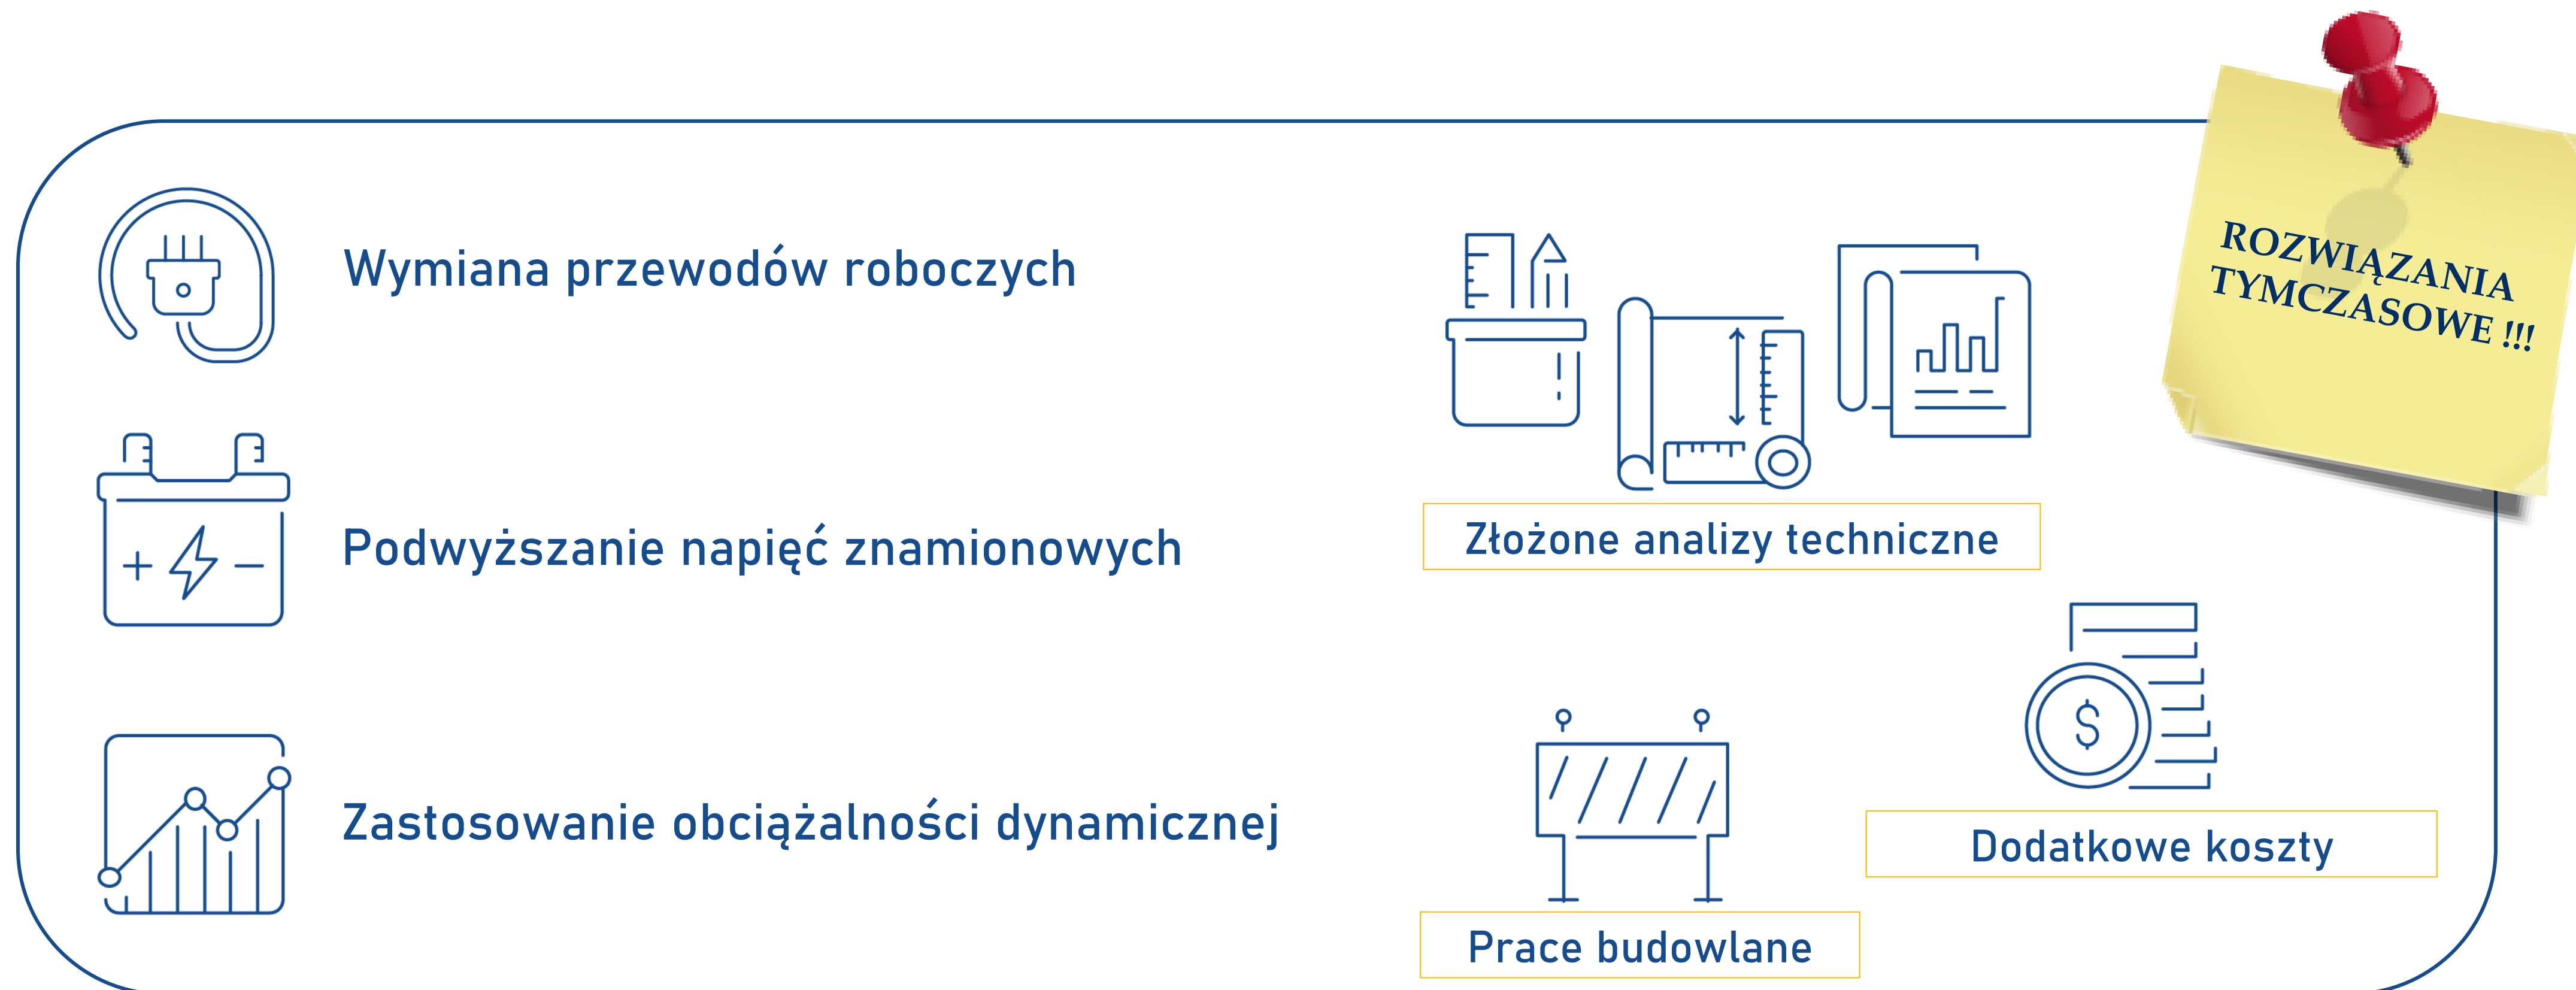 Wymiana przewodów roboczych
Podwyższanie napięć znamionowych
Zastosowanie obciążalności dynamicznej
ROZWIĄZANIA
TYMCZASOWE !!!
Złożone analizy techniczne
$
Dodatkowe koszty
Prace budowlane